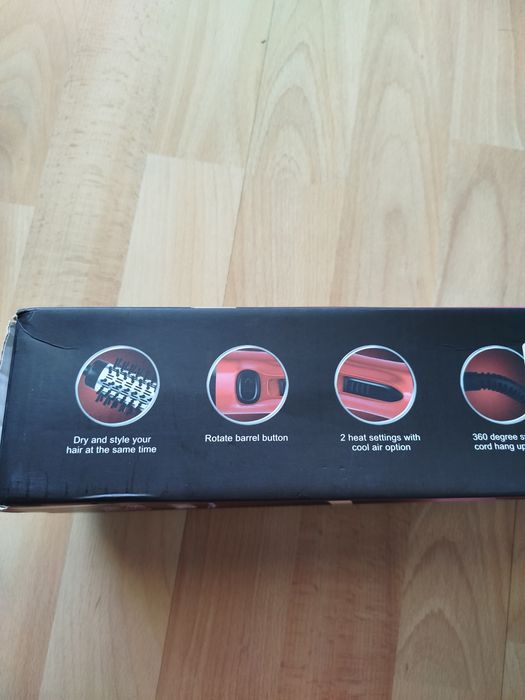 Dry and style your
hair at the same time
Rotate barrel button
2 heat settings with
cool air option
360 degree
cord hang up